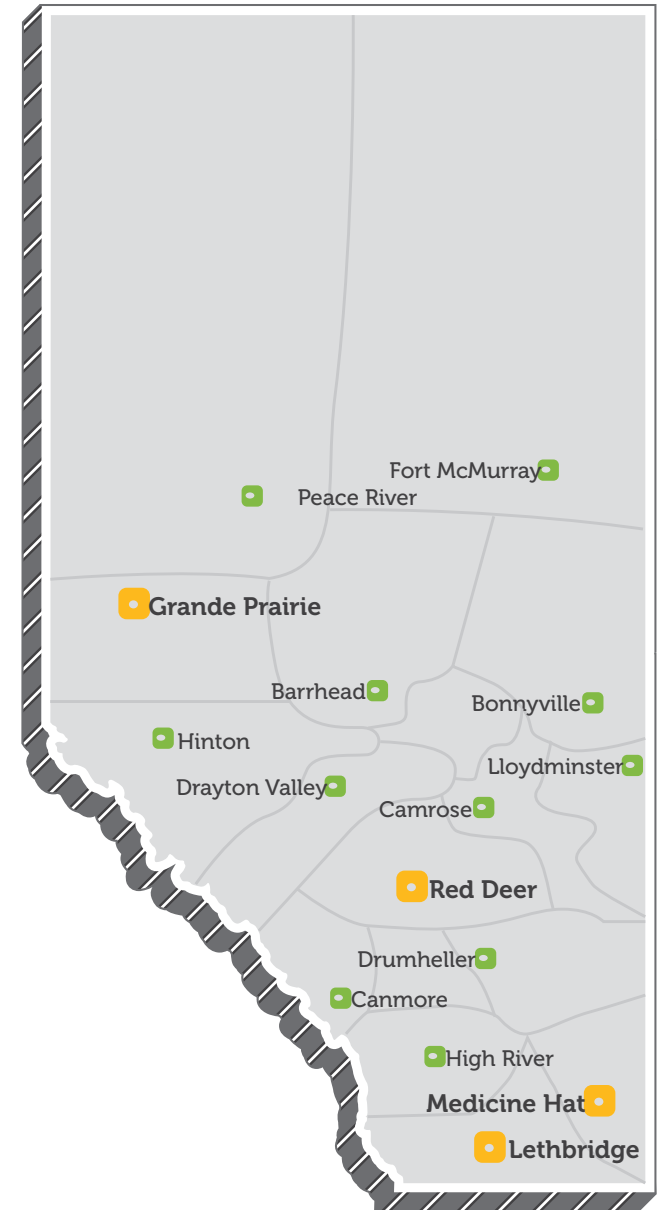 Fort McMurray
Peace River
Grande Prairie
Barrhead
Bonnyville
Hinton
Lloydminster
Drayton Valley
Camrose
Red Deer
Drumheller
Canmore
High River
Medicine Hat
Lethbridge